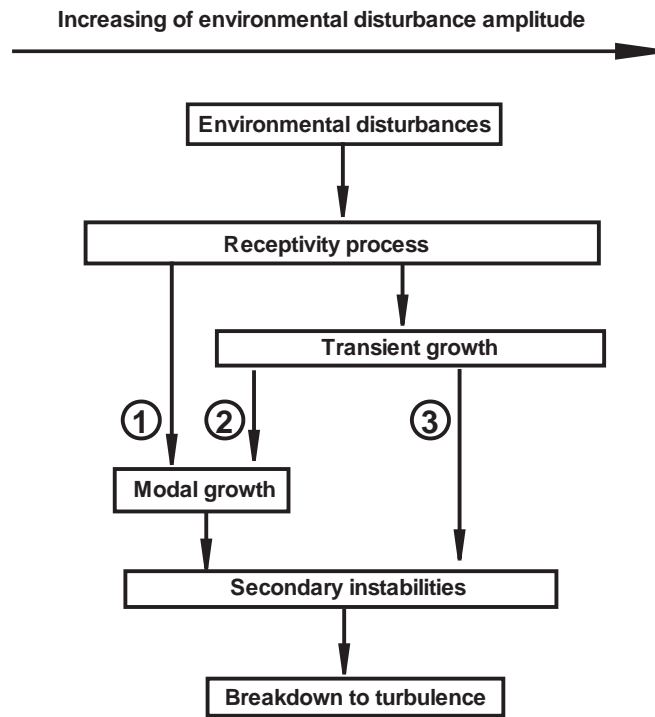 Increasing of environmental disturbance amplitude
Environmental disturbances
Receptivity process
Transient growth
1 2 3
Modal growth
Secondary instabilities
Breakdown to turbulence